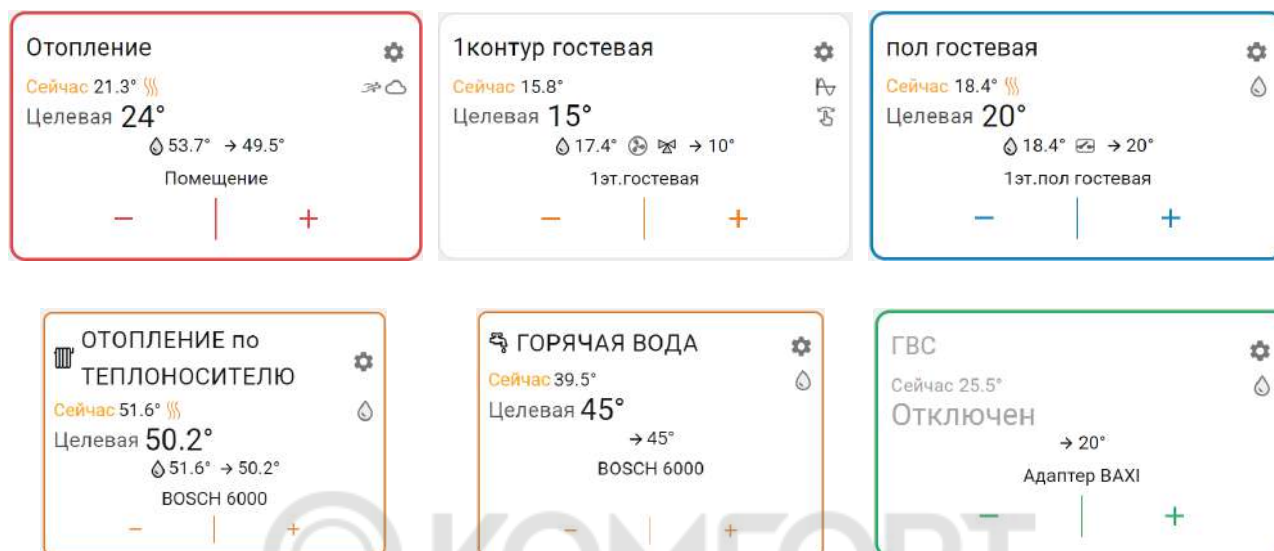 Отопление
Сейчас 21.3°
Целевая 24°
53.7° → 49.5°
Помещение
− +
1контур гостевая
Сейчас 15.8°
Целевая 15°
17.4° → 10°
1эт.гостевая
− +
пол гостевая
Сейчас 18.4°
Целевая 20°
18.4° → 20°
1эт.пол гостевая
− +
ОТОПЛЕНИЕ по
ТЕПЛОНОСИТЕЛЮ
Сейчас 51.6°
Целевая 50.2°
51.6° → 50.2°
BOSCH 6000
− +
ГОРЯЧАЯ ВОДА
Сейчас 39.5°
Целевая 45°
→ 45°
BOSCH 6000
− +
ГВС
Сейчас 25.5°
Отключен
→ 20°
Адаптер BAXI
− +
КОМФОРТ